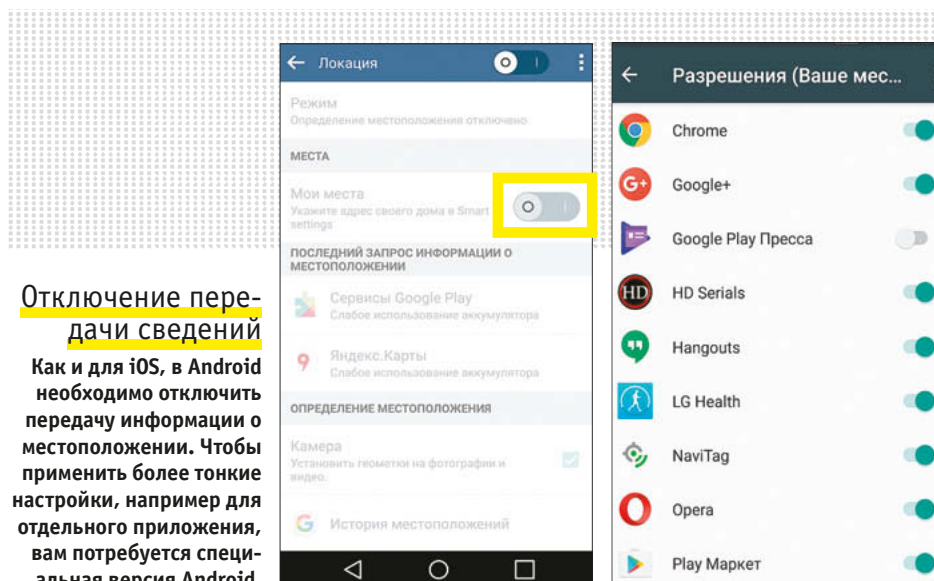 Отключение пере-
дачи сведений
Как и для iOS, в Android
необходимо отключить
передачу информации о
местоположении. Чтобы
применить более тонкие
настройки, например для
отдельного приложения,
вам потребуется специ-
альная версия Android.
Локация
Режим
Определение местоположения отключено
МЕСТА
Мои места
Укажите адрес своего дома в Smart
settings
ПОСЛЕДНИЙ ЗАПРОС ИНФОРМАЦИИ О
МЕСТОПОЛОЖЕНИИ
Сервисы Google Play
Слабое использование аккумулятора
Яндекс.Карты
Слабое использование аккумулятора
ОПРЕДЕЛЕНИЕ МЕСТОПОЛОЖЕНИЯ
Камера
Установить геометки на фотографии и
видео.
История местоположений
Разрешения (Ваше мес...
Chrome
G+ Google+
Google Play Пресса
HD HD Serials
Hangouts
LG Health
NaviTag
Opera
Play Маркет